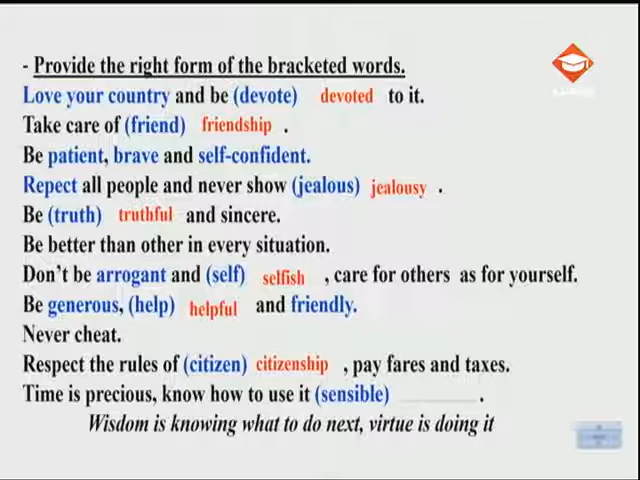 - Provide the right form of the bracketed words.
Love your country and be (devote) devoted to it.
Take care of (friend) friendship .
Be patient, brave and self-confident.
Repect all people and never show (jealous) jealousy .
Be (truth) truthful and sincere.
Be better than other in every situation.
Don't be arrogant and (self) selfish , care for others as for yourself.
Be generous, (help) helpful and friendly.
Never cheat.
Respect the rules of (citizen) citizenship , pay fares and taxes.
Time is precious, know how to use it (sensible) ________ .
Wisdom is knowing what to do next, virtue is doing it